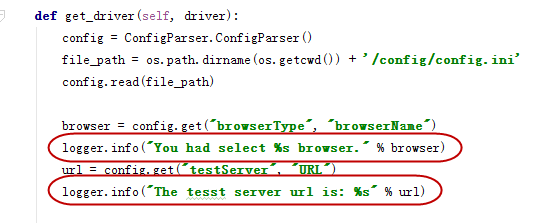 def get_driver(self, driver):
config = ConfigParser.ConfigParser()
file_path = os.path.dirname(os.getcwd()) + '/config/config.ini'
config.read(file_path)
browser = config.get("browserType", "browserName")
logger.info("You had select %s browser." % browser)
url = config.get("testServer", "URL")
logger.info("The tesst server url is: %s" % url)